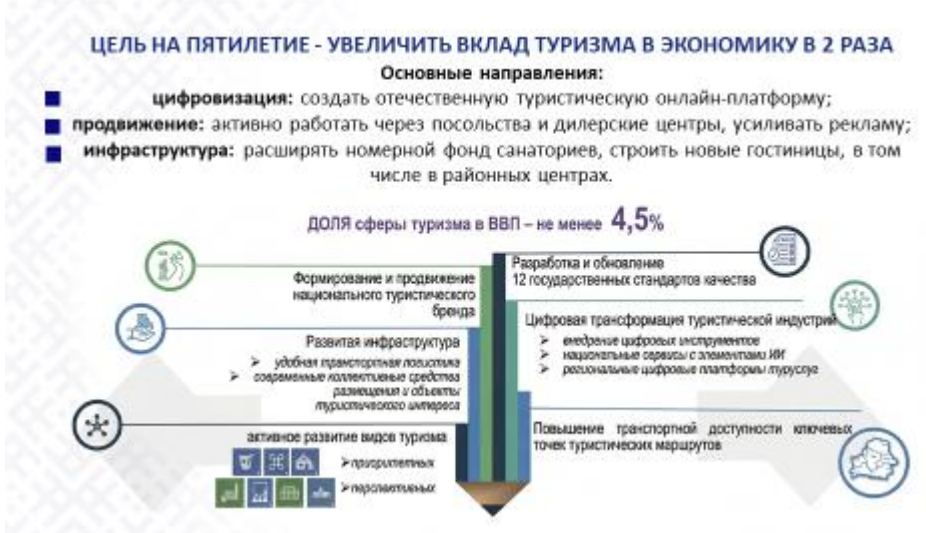 ЦЕЛЬ НА ПЯТИЛЕТИЕ - УВЕЛИЧИТЬ ВКЛАД ТУРИЗМА В ЭКОНОМИКУ В 2 РАЗА
Основные направления:
цифровизация: создать отечественную туристическую онлайн-платформу;
продвижение: активно работать через посольства и дилерские центры, усиливать рекламу;
инфраструктура: расширять номерной фонд санаториев, строить новые гостиницы, в том
числе в районных центрах.
ДОЛЯ сферы туризма в ВВП – не менее 4,5%
Формирование и продвижение
национального туристического
бренда
Развитая инфраструктура
➢ удобная транспортная логистика
➢ современные коллективные средства
размещения и объекты
туристического интереса
активное развитие видов туризма
➢приоритетных
➢перспективных
Разработка и обновление
12 государственных стандартов качества
Цифровая трансформация туристической индустрии
➢ внедрение цифровых инструментов
➢ национальные сервисы с элементами ИИ
➢ региональные цифровые платформы туруслуг
Повышение транспортной доступности ключевых
точек туристических маршрутов